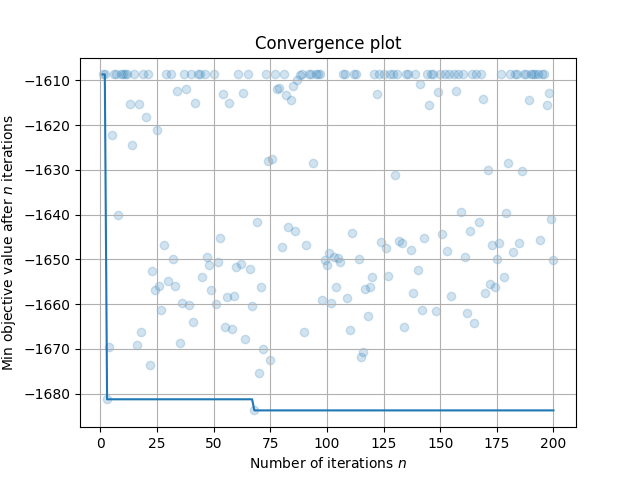 Convergence plot
Min objective value after n iterations
−1610
−1620
−1630
−1640
−1650
−1660
−1670
−1680
0 25 50 75 100 125 150 175 200
Number of iterations n